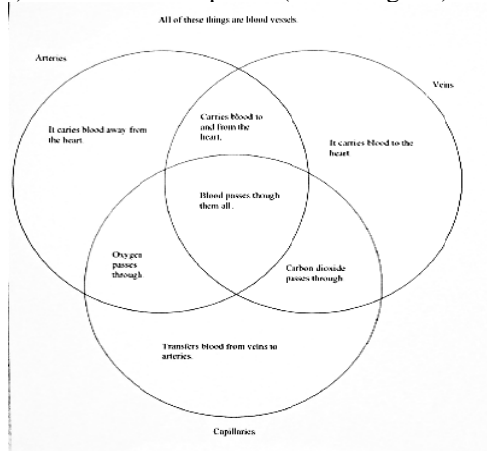 All of these things are blood vessels.
Arteries
Veins
Carries blood to
and from the
heart.
It caries blood away from
the heart
It carries blood to the
heart
Blood passes though
them all.
Oxygen
passes
through
Carbon dioxide
passes through
Transfers blood from veins to
arteries.
Capillaries